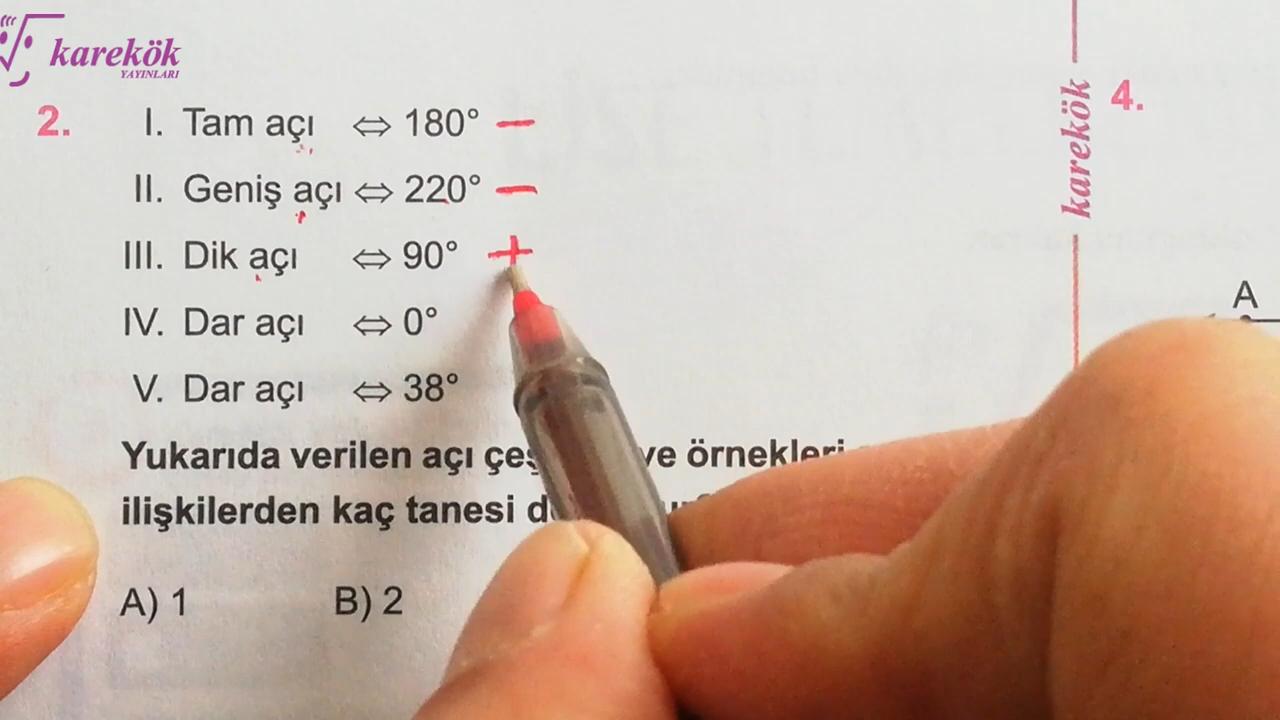 karekök
YAYINLARI
2. I. Tam açı ⇔ 180° −
II. Geniş açı ⇔ 220° −
III. Dik açı ⇔ 90° +
IV. Dar açı ⇔ 0°
V. Dar açı ⇔ 38°
Yukarıda verilen açı ve örnekleri
ilişkilerden kaç tanesi
A) 1 B) 2
karekök
4.
A